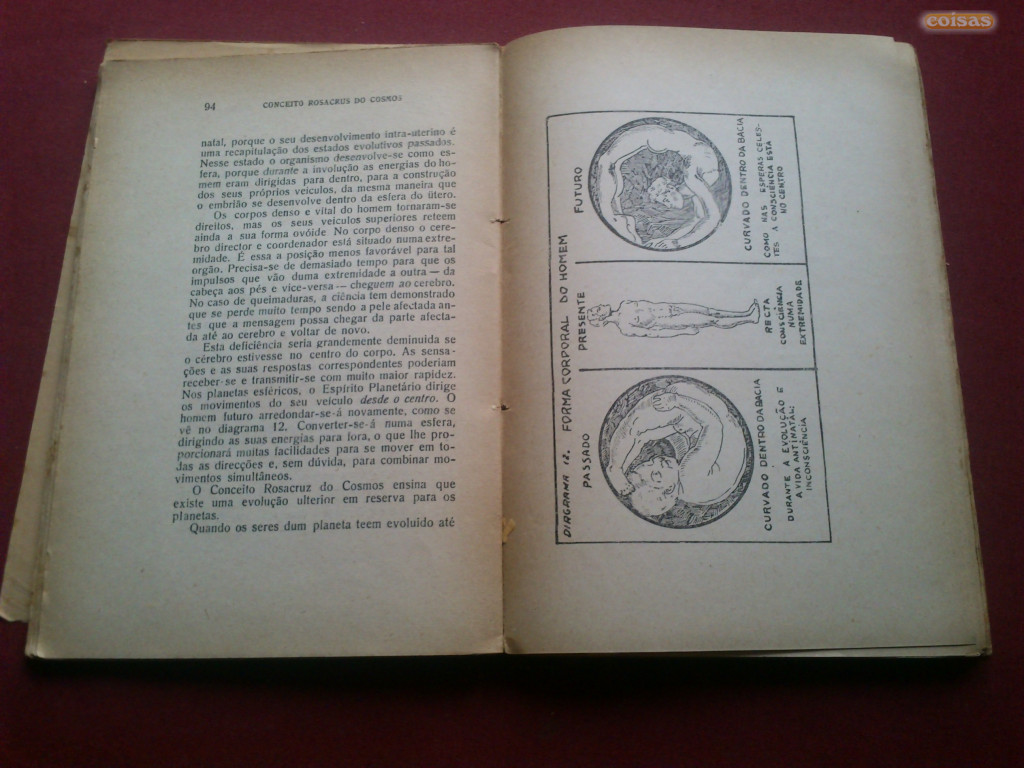 94 CONCEITO ROSACRUS DO COSMOS
natal, porque o seu desenvolvimento intra-uterino é
uma recapitulação dos estados evolutivos passados.
Nesse estado o organismo desenvolve-se como es-
fera, porque durante a involução as energias do ho-
mem eram dirigidas para dentro, para a construção
dos seus próprios veículos, da mesma maneira que
o embrião se desenvolve dentro da esfera do útero.
Os corpos denso e vital do homem tornaram-se
direitos, mas os seus veículos superiores reteem
ainda a sua forma ovóide. No corpo denso o cere-
bro director e coordenador está situado numa extre-
midade. É essa a posição menos favorável para tal
orgão. Precisa-se de demasiado tempo para que os
impulsos que vão duma extremidade a outra — da
cabeça aos pés e vice-versa — cheguem ao cerebro.
No caso de queimaduras, a ciência tem demonstrado
que se perde muito tempo sendo a pele afectada an-
tes que a mensagem possa chegar da parte afecta-
da até ao cerebro e voltar de novo.
Esta deficiência seria grandemente deminuida se
o cérebro estivesse no centro do corpo. As sensa-
ções e as suas respostas correspondentes poderiam
receber-se e transmitir-se com muito maior rapidez.
Nos planetas esféricos, o Espírito Planetário dirige
os movimentos do seu veículo desde o centro. O
homem futuro arredondar-se-á novamente, como se
vê no diagrama 12. Converter-se-á numa esfera,
dirigindo as suas energias para fora, o que lhe pro-
porcionará muitas facilidades para se mover em to-
das as direcções e, sem dúvida, para combinar mo-
vimentos simultâneos.
O Conceito Rosacruz do Cosmos ensina que
existe uma evolução ulterior em reserva para os
planetas.
Quando os seres dum planeta teem evoluido até
DIAGRAMA 12. FORMA CORPORAL DO HOMEM
PASSADO
CURVADO DENTRO DA BACIA
DURANTE A EVOLUÇÃO E
A VIDA ANTINATAL;
INCONSCIÊNCIA
PRESENTE
RECTA
CONSCIÊNCIA
NUMA
EXTREMIDADE
FUTURO
CURVADO DENTRO DA BACIA
COMO NAS ESFERAS CELES-
TES A CONSCIÊNCIA ESTA
NO CENTRO
coisas